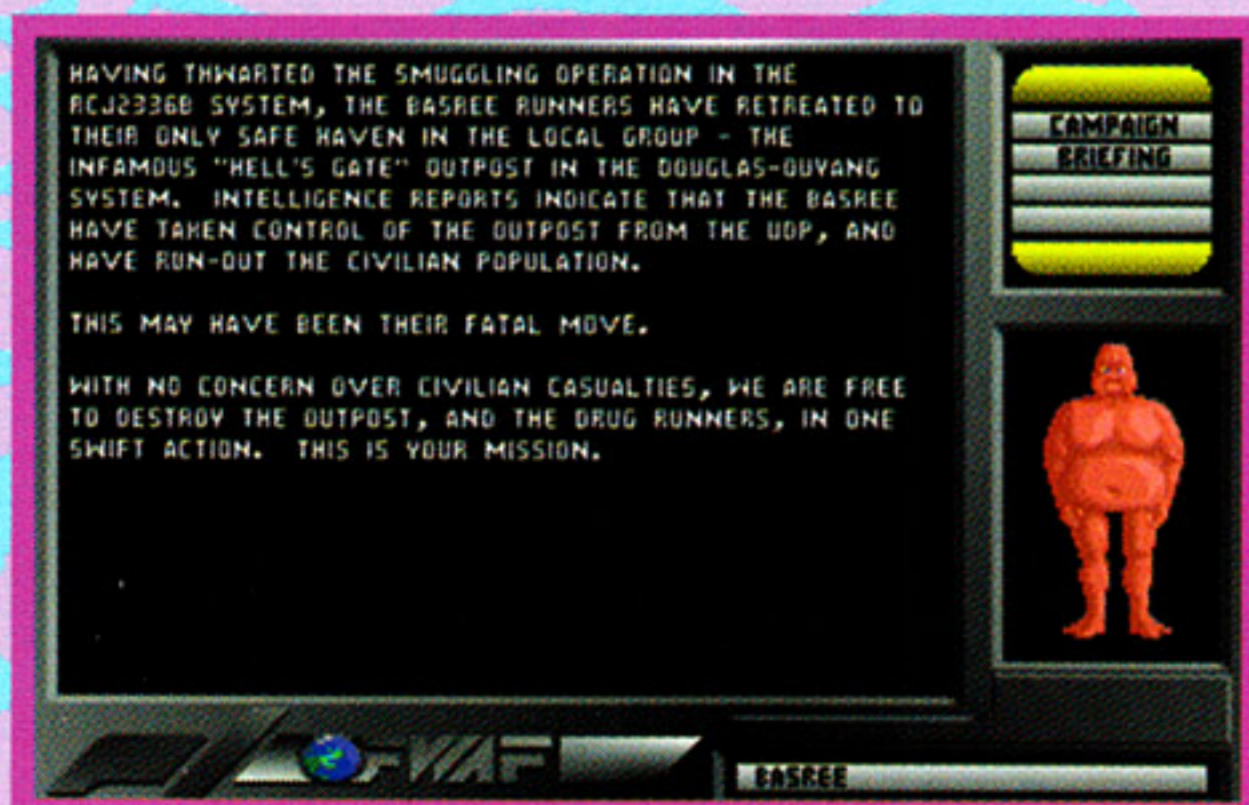 HAVING THWARTED THE SMUGGLING OPERATION IN THE
RCJ2336B SYSTEM, THE BASREE RUNNERS HAVE RETREATED TO
THEIR ONLY SAFE HAVEN IN THE LOCAL GROUP - THE
INFAMOUS "HELL'S GATE" OUTPOST IN THE DOUGLAS-OUYANG
SYSTEM. INTELLIGENCE REPORTS INDICATE THAT THE BASREE
HAVE TAKEN CONTROL OF THE OUTPOST FROM THE UDP, AND
HAVE RUN-OUT THE CIVILIAN POPULATION.
THIS MAY HAVE BEEN THEIR FATAL MOVE.
WITH NO CONCERN OVER CIVILIAN CASUALTIES, WE ARE FREE
TO DESTROY THE OUTPOST, AND THE DRUG RUNNERS, IN ONE
SWIFT ACTION. THIS IS YOUR MISSION.
CAMPAIGN
BRIEFING
BASREE